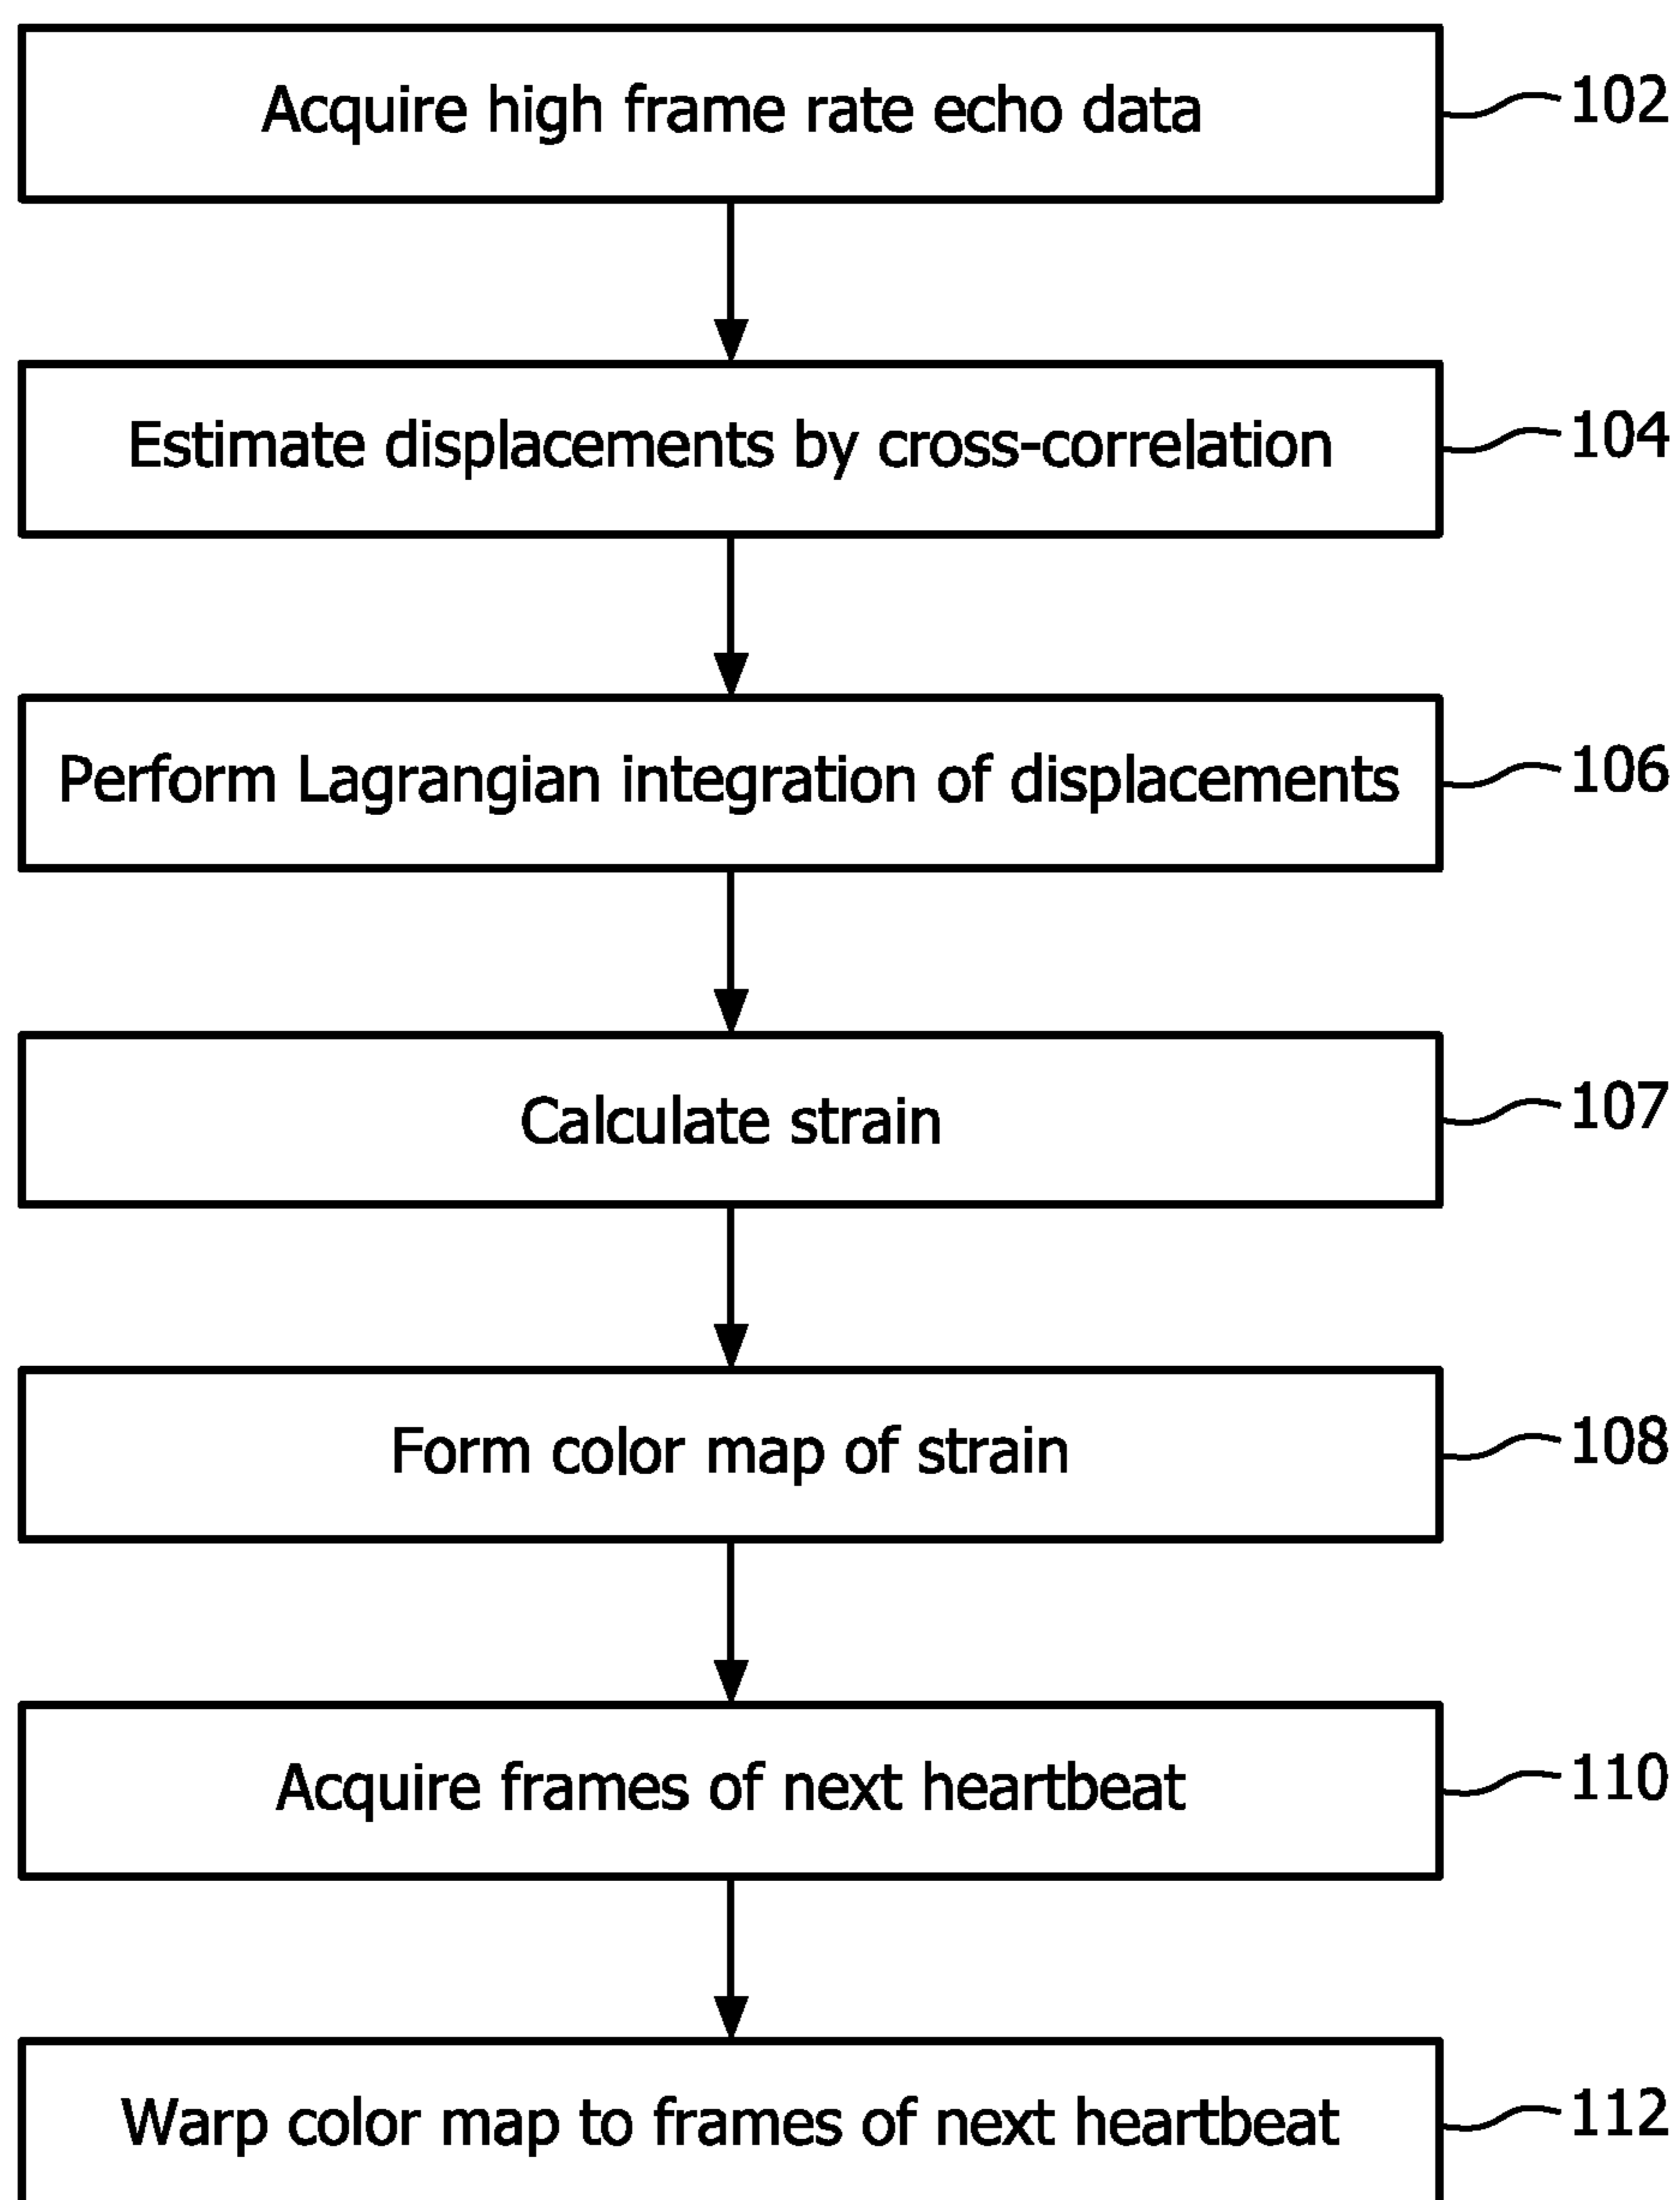 Acquire high frame rate echo data 102
Estimate displacements by cross-correlation 104
Perform Lagrangian integration of displacements 106
Calculate strain 107
Form color map of strain 108
Acquire frames of next heartbeat 110
Warp color map to frames of next heartbeat 112